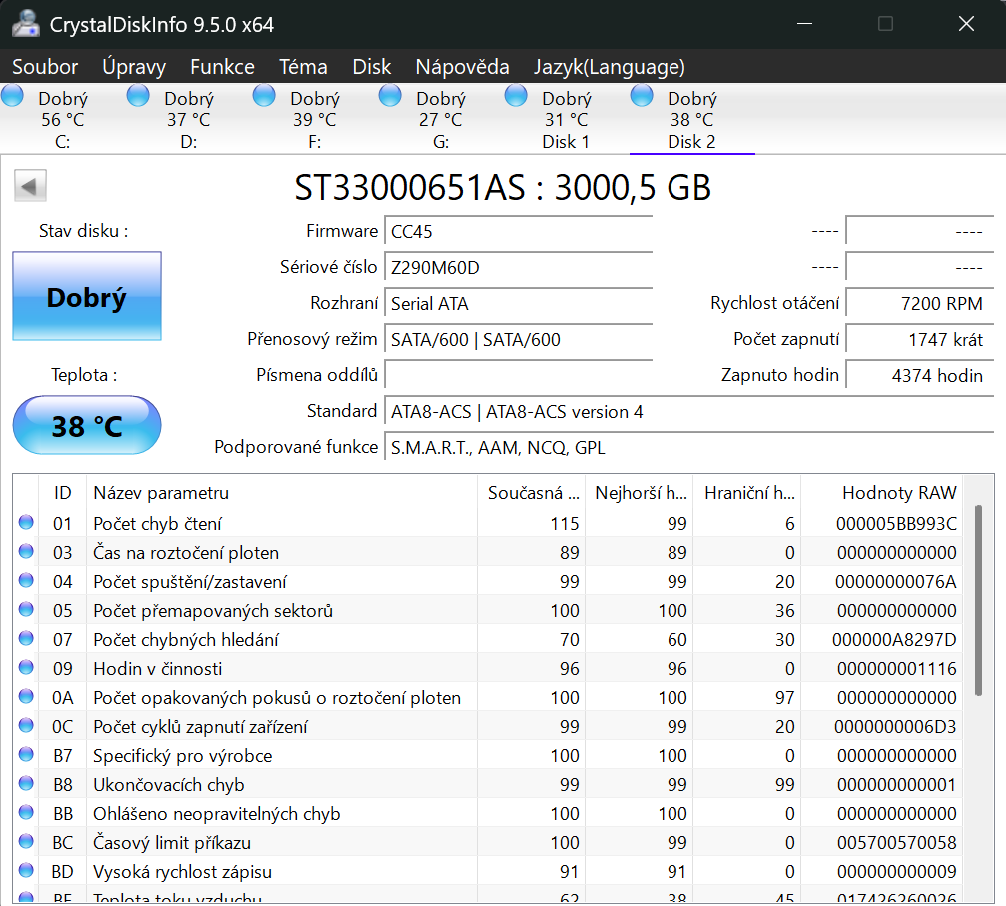 CrystalDiskInfo 9.5.0 x64
Soubor Úpravy Funkce Téma Disk Nápověda Jazyk(Language)
Dobrý Dobrý Dobrý Dobrý Dobrý Dobrý
56 °C 37 °C 39 °C 27 °C 31 °C 38 °C
C: D: F: G: Disk 1 Disk 2
ST33000651AS : 3000,5 GB
Stav disku : Firmware CC45 ---- ----
Dobrý
Sériové číslo Z290M60D ---- ----
Rozhraní Serial ATA Rychlost otáčení 7200 RPM
Přenosový režim SATA/600 | SATA/600 Počet zapnutí 1747 krát
Teplota : Písmena oddílů Zapnuto hodin 4374 hodin
38 °C
Standard ATA8-ACS | ATA8-ACS version 4
Podporované funkce S.M.A.R.T., AAM, NCQ, GPL
ID Název parametru Současná ... Nejhorší h... Hraniční h... Hodnoty RAW
01 Počet chyb čtení 115 99 6 000005BB993C
03 Čas na roztočení ploten 89 89 0 000000000000
04 Počet spuštění/zastavení 99 99 20 00000000076A
05 Počet přemapovaných sektorů 100 100 36 000000000000
07 Počet chybných hledání 70 60 30 000000A8297D
09 Hodin v činnosti 96 96 0 000000001116
0A Počet opakovaných pokusů o roztočení ploten 100 100 97 000000000000
0C Počet cyklů zapnutí zařízení 99 99 20 0000000006D3
B7 Specifický pro výrobce 100 100 0 000000000000
B8 Ukončovacích chyb 99 99 99 000000000001
BB Ohlášeno neopravitelných chyb 100 100 0 000000000000
BC Časový limit příkazu 100 99 0 005700570058
BD Vysoká rychlost zápisu 91 91 0 000000000009
BE Teplota toku vzduchu 62 38 45 017426260026